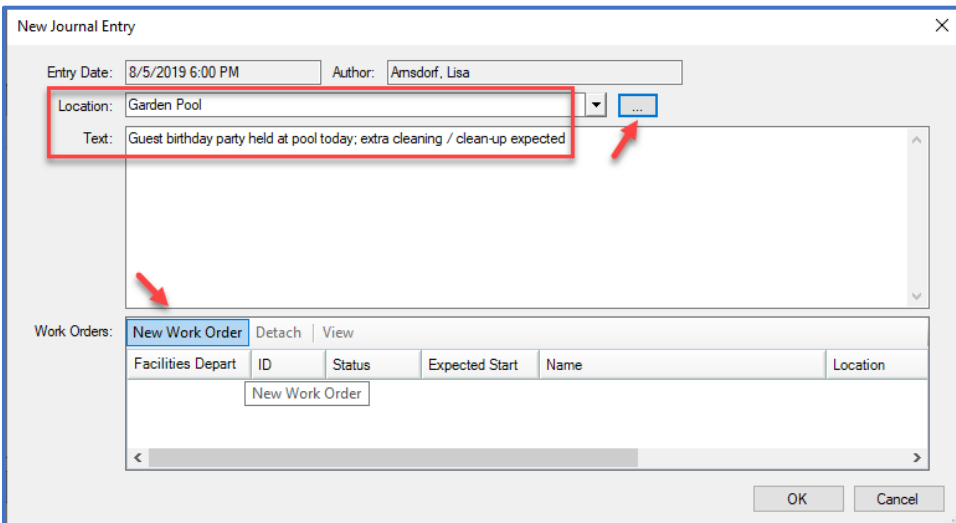 New Journal Entry
Entry Date: 8/5/2019 6:00 PM Author: Arnsdorf, Lisa
Location: Garden Pool ...
Text: Guest birthday party held at pool today; extra cleaning / clean-up expected
Work Orders: New Work Order Detach View
Facilities Depart ID Status Expected Start Name Location
New Work Order
OK Cancel